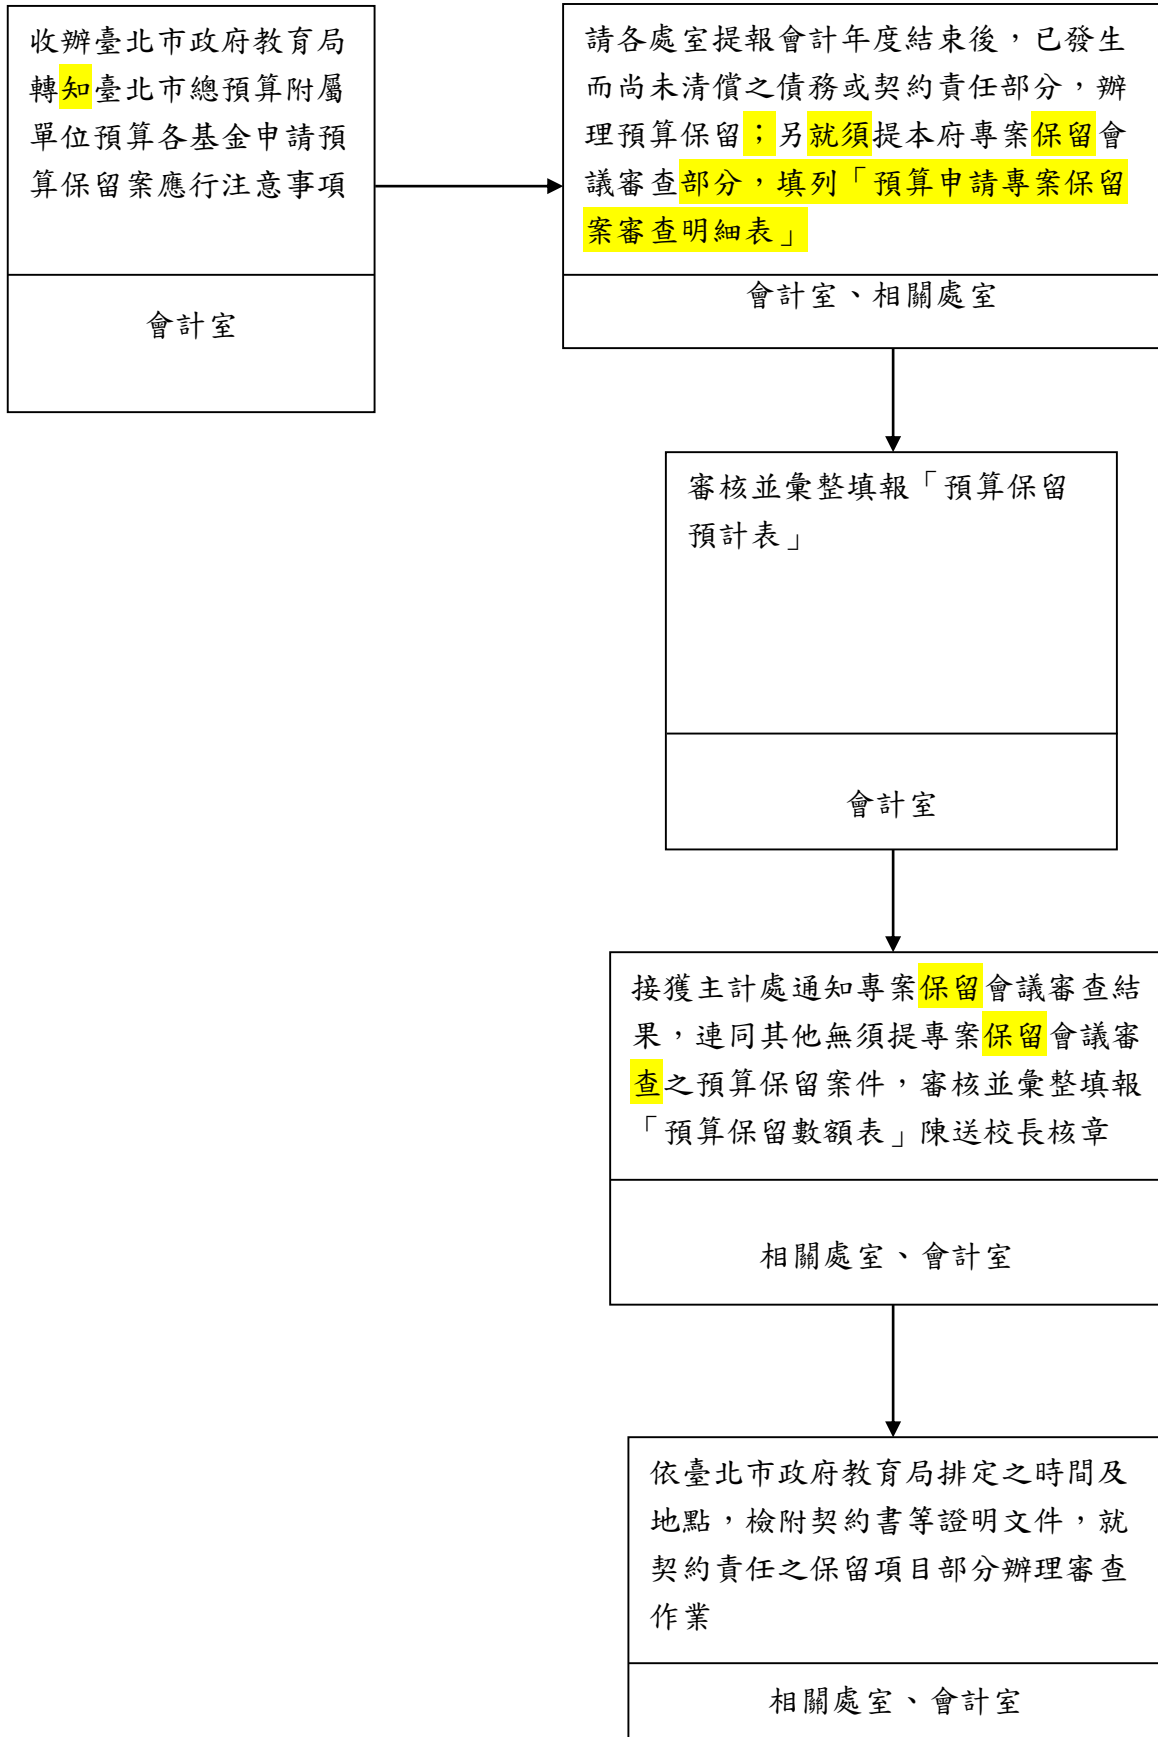 收辦臺北市政府教育局
轉知臺北市總預算附屬
單位預算各基金申請預
算保留案應行注意事項
會計室
請各處室提報會計年度結束後，已發生
而尚未清償之債務或契約責任部分，辦
理預算保留；另就須提本府專案保留會
議審查部分，填列「預算申請專案保留
案審查明細表」
會計室、相關處室
審核並彙整填報「預算保留
預計表」
會計室
接獲主計處通知專案保留會議審查結
果，連同其他無須提專案保留會議審
查之預算保留案件，審核並彙整填報
「預算保留數額表」陳送校長核章
相關處室、會計室
依臺北市政府教育局排定之時間及
地點，檢附契約書等證明文件，就
契約責任之保留項目部分辦理審查
作業
相關處室、會計室